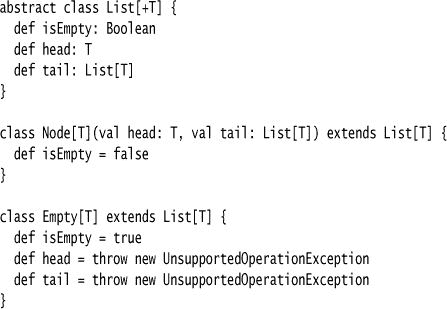 abstract class List[+T] {
  def isEmpty: Boolean
  def head: T
  def tail: List[T]
}

class Node[T](val head: T, val tail: List[T]) extends List[T] {
  def isEmpty = false
}

class Empty[T] extends List[T] {
  def isEmpty = true
  def head = throw new UnsupportedOperationException
  def tail = throw new UnsupportedOperationException
}